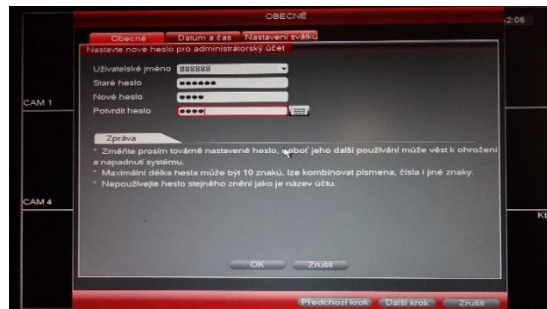 OBECNÉ
2:06
Obecné Datum a čas Nastavení svátků
Nastavte nové heslo pro administrátorský účet
Uživatelské jméno 888888
Staré heslo ●●●●●●
Nové heslo ●●●●
Potvrdit heslo ●●●●
CAM 1
Zpráva
* Změňte prosím továrně nastavené heslo, neboť jeho další používání může vést k ohrožení
a napadnutí systému.
* Maximální délka hesla může být 10 znaků, lze kombinovat písmena, čísla i jiné znaky.
* Nepoužívejte heslo stejného znění jako je název účtu.
CAM 4
OK Zrušit
Předchozí krok Další krok Zrušit